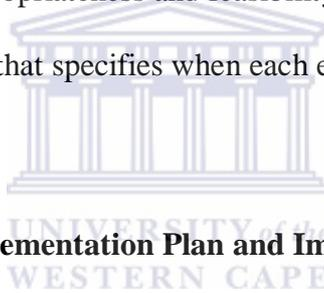 that specifies when each
UNIVERSITY of the
ementation Plan and Im
WESTERN CAPE